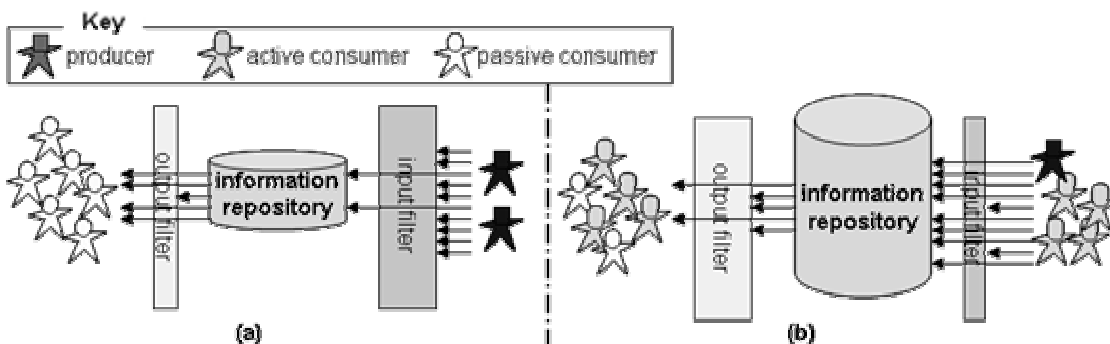 Key
producer active consumer passive consumer
output filter
information
repository
input filter
output filter
information
repository
input filter
(a)
(b)